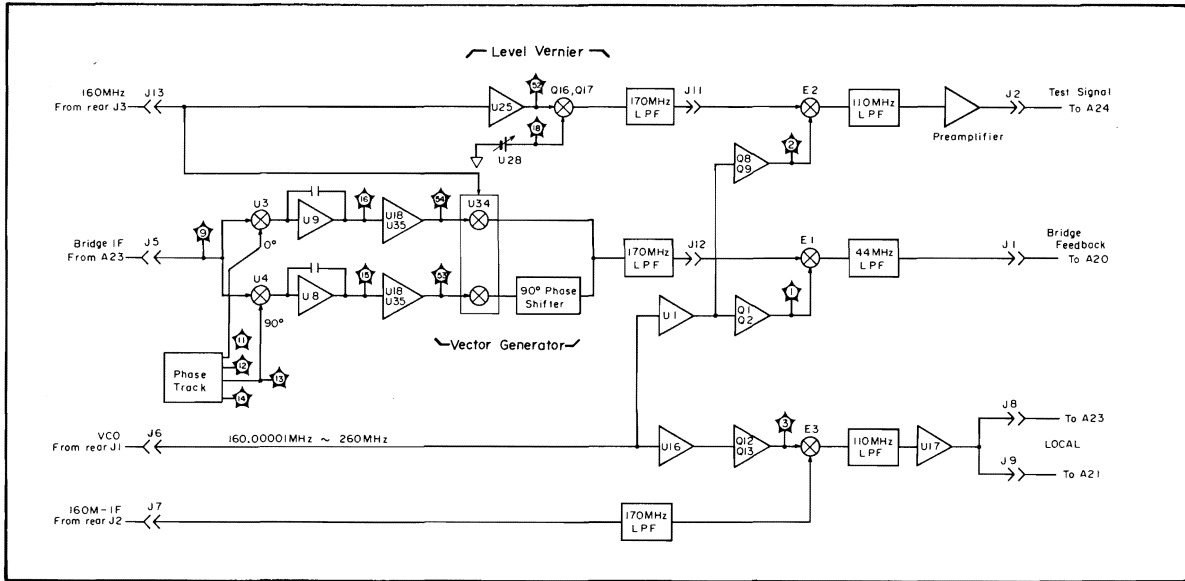 Level Vernier
160MHz
From rear J3
J13
52
U25
Q16,Q17
18
U28
170MHz
LPF
J11
E2
110MHz
LPF
Preamplifier
J2
Test Signal
To A24
Q8
Q9
2
Bridge IF
From A23
J5
9
U3
0°
U9
16
U18
U35
54
U34
U4
90°
U8
15
U18
U35
53
90° Phase
Shifter
Vector Generator
170MHz
LPF
J12
E1
44MHz
LPF
J1
Bridge
Feedback
To A20
U1
Q1
Q2
1
Phase
Track
11
12
13
14
VCO
From rear J1
J6
160.00001MHz ~ 260MHz
U16
Q12
Q13
3
E3
110MHz
LPF
U17
J8
To A23
LOCAL
J9
To A21
160M-IF
From rear J2
J7
170MHz
LPF